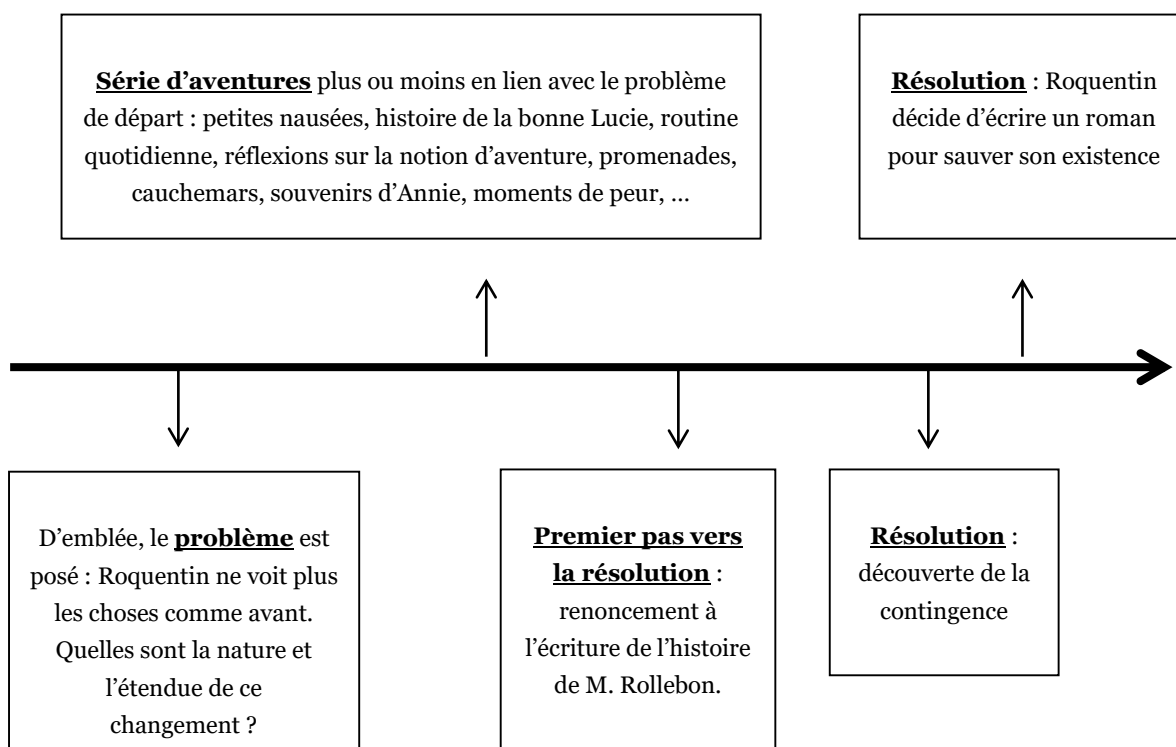 Série d’aventures plus ou moins en lien avec le problème
de départ : petites nausées, histoire de la bonne Lucie, routine
quotidienne, réflexions sur la notion d’aventure, promenades,
cauchemars, souvenirs d’Annie, moments de peur, …
Résolution : Roquentin
décide d’écrire un roman
pour sauver son existence
D’emblée, le problème est
posé : Roquentin ne voit plus
les choses comme avant.
Quelles sont la nature et
l’étendue de ce
changement ?
Premier pas vers
la résolution :
renoncement à
l’écriture de l’histoire
de M. Rollebon.
Résolution :
découverte de la
contingence